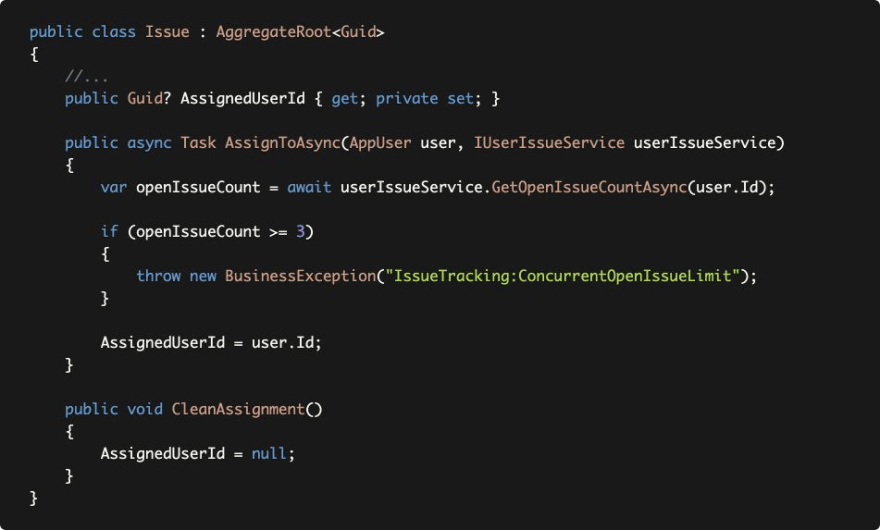 public class Issue : AggregateRoot<Guid>
{
    //...
    public Guid? AssignedUserId { get; private set; }

    public async Task AssignToAsync(AppUser user, IUserIssueService userIssueService)
    {
        var openIssueCount = await userIssueService.GetOpenIssueCountAsync(user.Id);

        if (openIssueCount >= 3)
        {
            throw new BusinessException("IssueTracking:ConcurrentOpenIssueLimit");
        }

        AssignedUserId = user.Id;
    }

    public void CleanAssignment()
    {
        AssignedUserId = null;
    }
}